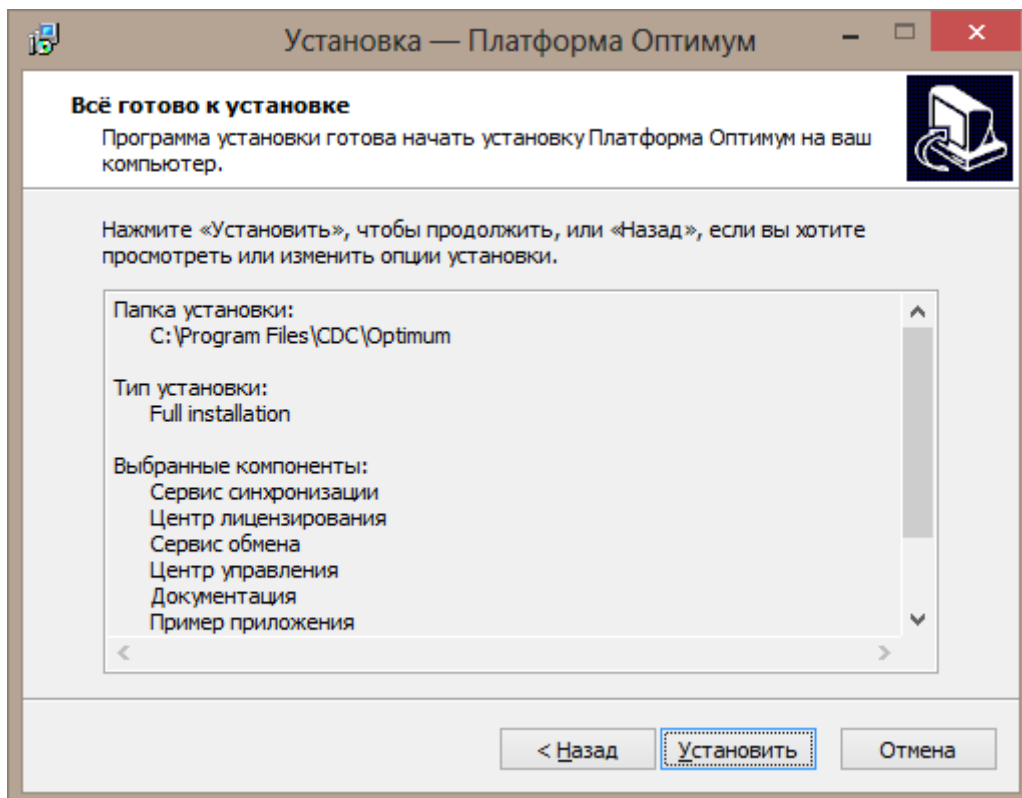 Установка — Платформа Оптимум
Всё готово к установке
Программа установки готова начать установку Платформа Оптимум на ваш
компьютер.
Нажмите «Установить», чтобы продолжить, или «Назад», если вы хотите
просмотреть или изменить опции установки.
Папка установки:
C:\Program Files\CDC\Optimum
Тип установки:
Full installation
Выбранные компоненты:
Сервис синхронизации
Центр лицензирования
Сервис обмена
Центр управления
Документация
Пример приложения
< Назад
Установить
Отмена